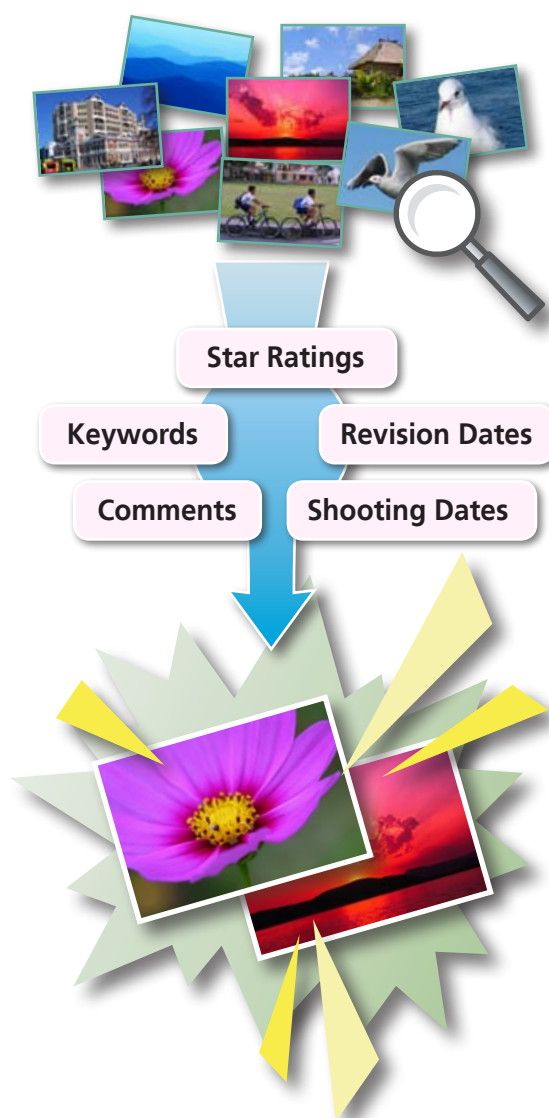 Star Ratings
Keywords
Revision Dates
Comments
Shooting Dates